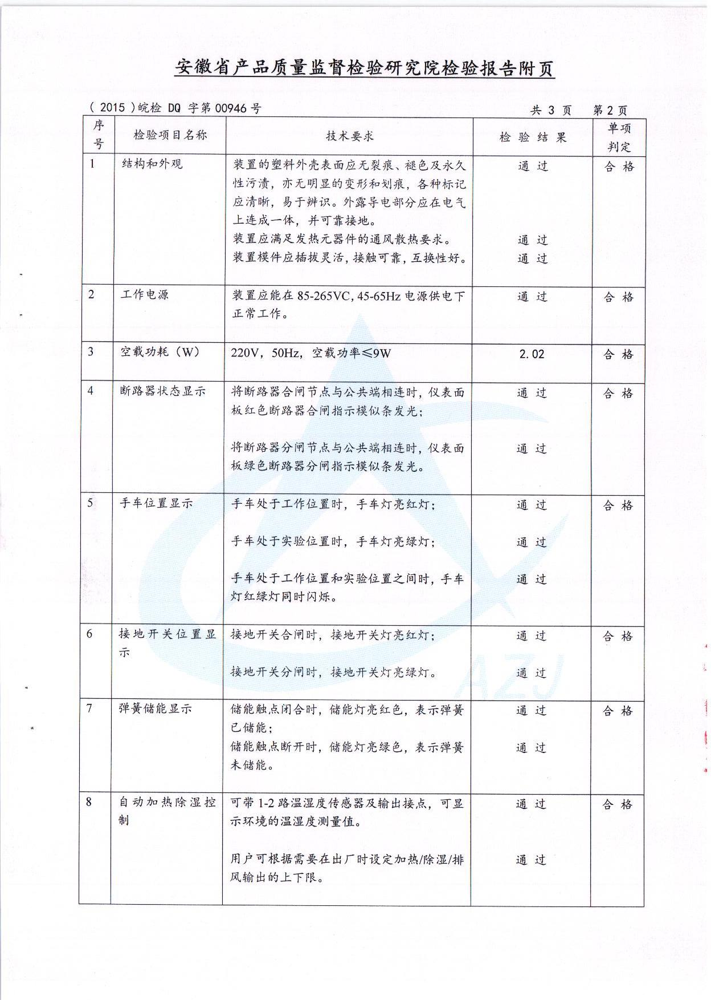 安徽省产品质量监督检验研究院检验报告附页
( 2015 )皖检 DQ 字第 00946 号 共 3 页 第 2 页
序号 检验项目名称 技术要求 检 验 结 果 单项判定
1 结构和外观 装置的塑料外壳表面应无裂痕、褪色及永久 通 过 合 格
性污渍，亦无明显的变形和划痕，各种标记
应清晰，易于辨识。外露导电部分应在电气
上连成一体，并可靠接地。
装置应满足发热元器件的通风散热要求。 通 过
装置模件应插拔灵活，接触可靠，互换性好。 通 过
2 工作电源 装置应能在 85-265VC, 45-65Hz 电源供电下 通 过 合 格
正常工作。
3 空载功耗（W） 220V，50Hz，空载功率≤9W 2.02 合 格
4 断路器状态显示 将断路器合闸节点与公共端相连时，仪表面 通 过 合 格
板红色断路器合闸指示模似条发光；
将断路器分闸节点与公共端相连时，仪表面 通 过
板绿色断路器分闸指示模似条发光。
5 手车位置显示 手车处于工作位置时，手车灯亮红灯； 通 过 合 格
手车处于实验位置时，手车灯亮绿灯； 通 过
手车处于工作位置和实验位置之间时，手车 通 过
灯红绿灯同时闪烁。
6 接地开关位置显 接地开关合闸时，接地开关灯亮红灯； 通 过 合 格
示
接地开关分闸时，接地开关灯亮绿灯。 通 过
AZJ
7 弹簧储能显示 储能触点闭合时，储能灯亮红色，表示弹簧 通 过 合 格
已储能；
储能触点断开时，储能灯亮绿色，表示弹簧 通 过
未储能。
8 自动加热除湿控 可带 1-2 路温湿度传感器及输出接点，可显 通 过 合 格
制 示环境的温湿度测量值。
用户可根据需要在出厂时设定加热/除湿/排 通 过
风输出的上下限。